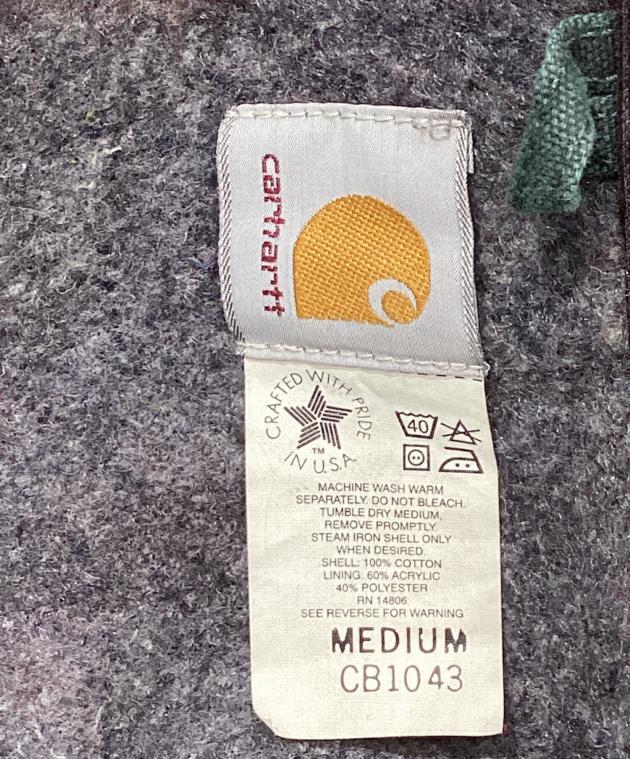 carhartt
CRAFTED WITH PRIDE
IN U.S.A.
TM
40
MACHINE WASH WARM
SEPARATELY. DO NOT BLEACH.
TUMBLE DRY MEDIUM,
REMOVE PROMPTLY.
STEAM IRON SHELL ONLY
WHEN DESIRED.
SHELL: 100% COTTON
LINING: 60% ACRYLIC
40% POLYESTER
RN 14806
SEE REVERSE FOR WARNING
MEDIUM
CB1043